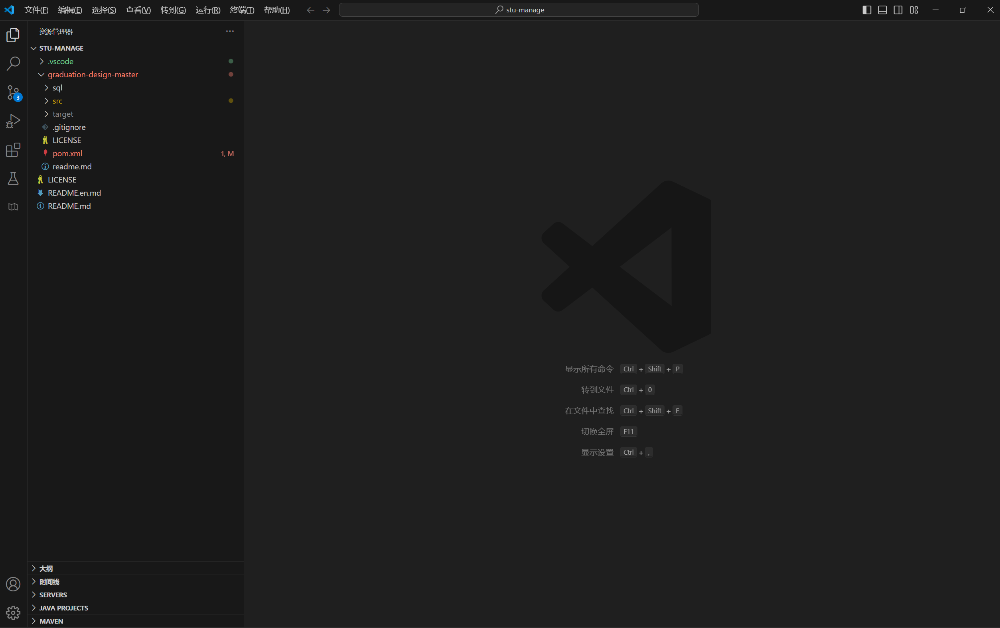 文件(F) 编辑(E) 选择(S) 查看(V) 转到(G) 运行(R) 终端(T) 帮助(H) stu-manage
资源管理器
STU-MANAGE
.vscode
graduation-design-master
sql
src
3
target
.gitignore
LICENSE
pom.xml 1, M
readme.md
LICENSE
README.en.md
README.md
显示所有命令 Ctrl + Shift + P
转到文件 Ctrl + 0
在文件中查找 Ctrl + Shift + F
切换全屏 F11
显示设置 Ctrl + ,
大纲
时间线
SERVERS
JAVA PROJECTS
MAVEN